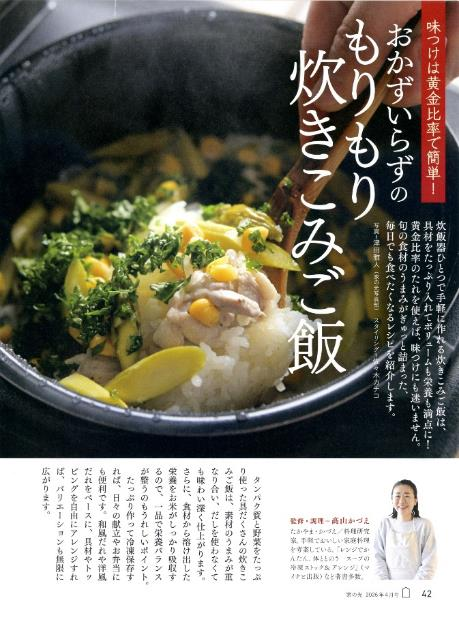 味つけは黄金比率で簡単！
おかずいらずの
もりもり
炊きこみご飯
炊飯器ひとつで手軽に作れる炊きこみご飯は、
具材をたっぷり入れてボリュームも栄養も満点に！
黄金比率のたれを使えば、味つけにも迷いません。
旬の食材のうまみがぎゅっと詰まった、
毎日でも食べたくなるレシピを紹介します。
タンパク質と野菜をたっぷ
り使った具だくさんの炊きこ
みご飯は、素材のうまみが重
なり合い、だしを使わなくて
も味わい深く仕上がります。
さらに、食材から溶け出した
栄養をお米がしっかり吸収す
るので、一品で栄養バランス
が整うのもうれしいポイント。
たっぷり作って冷凍保存す
れば、日々の献立やお弁当に
も便利です。和風だれや洋風
だれをベースに、具材やトッ
ピングを自由にアレンジすれ
ば、バリエーションも無限に
広がります。
監修・調理＝髙山かづえ
たかやま・かづえ／料理研究
家。手軽でおいしい家庭料理
を考案している。『レンジでか
んたん、体ととのう スープの
冷凍ストック＆アレンジ』（マ
イナビ出版）など著書多数。
家の光 2026年4月号
42